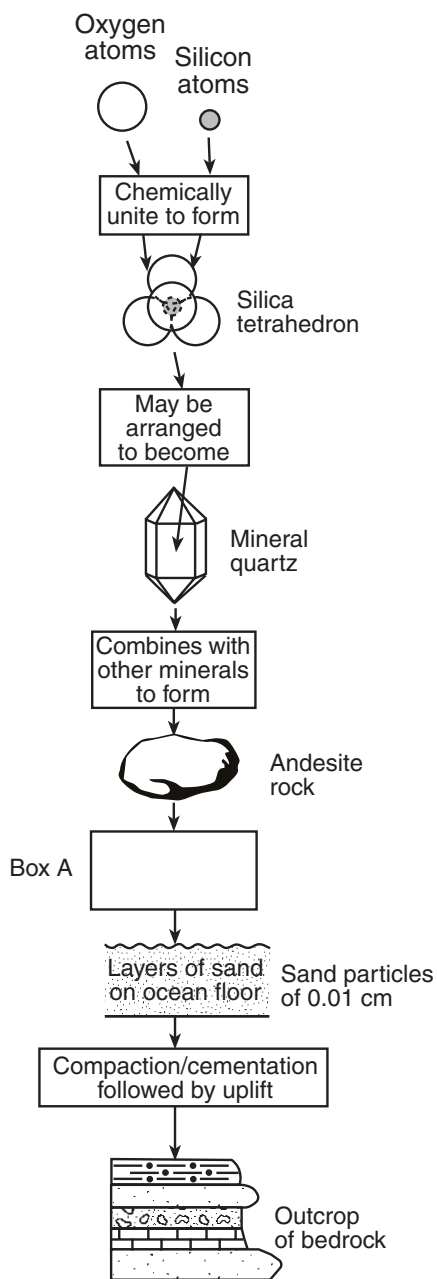 Oxygen
atoms
Silicon
atoms
Chemically
unite to form
Silica
tetrahedron
May be
arranged
to become
Mineral
quartz
Combines with
other minerals
to form
Andesite
rock
Box A
Layers of sand
on ocean floor
Sand particles
of 0.01 cm
Compaction/cementation
followed by uplift
Outcrop
of bedrock